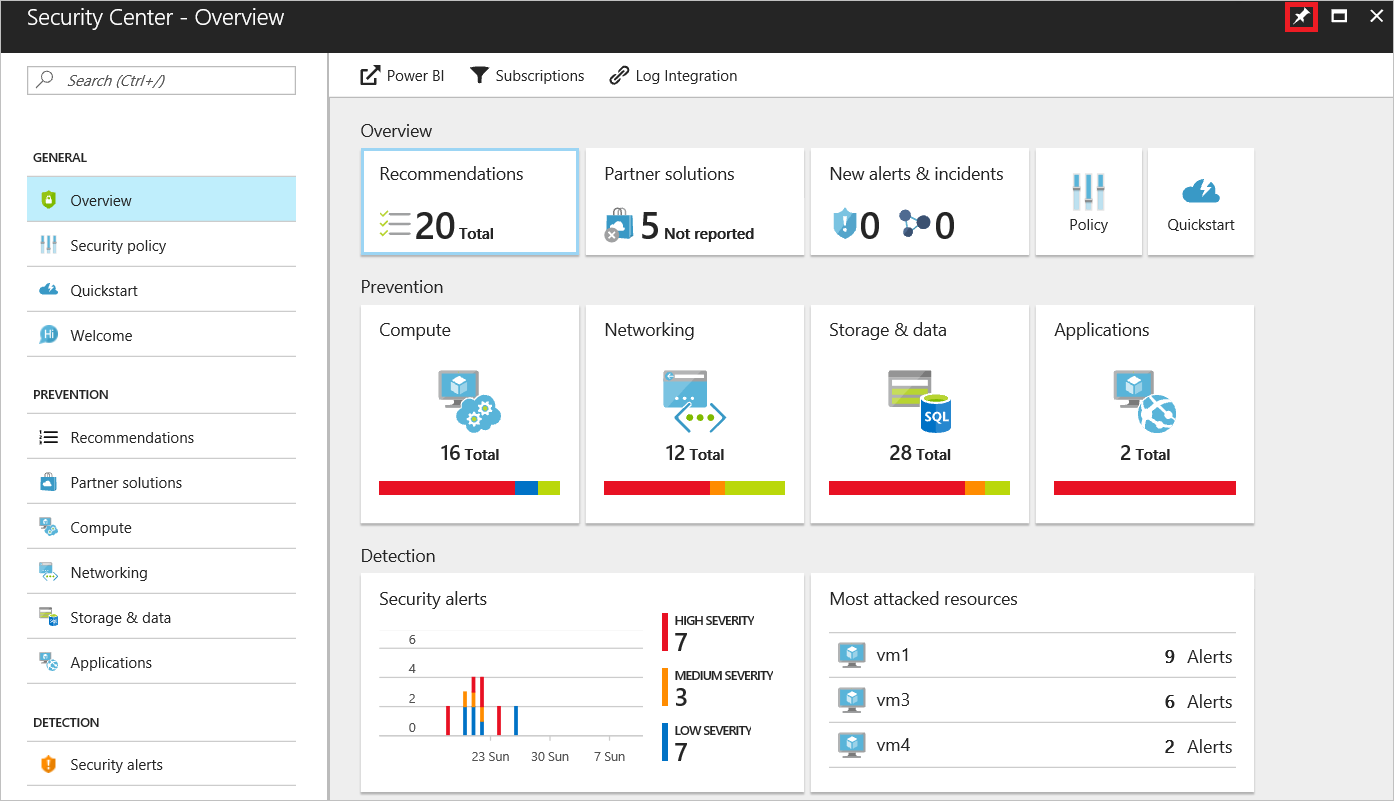 Security Center - Overview
Search (Ctrl+/)
GENERAL
Overview
Security policy
Quickstart
Hi
Welcome
PREVENTION
Recommendations
Partner solutions
Compute
Networking
Storage & data
Applications
DETECTION
Security alerts
Power BI
Subscriptions
Log Integration
Overview
Recommendations
20 Total
Partner solutions
5 Not reported
New alerts & incidents
0
0
Policy
Quickstart
Prevention
Compute
16 Total
Networking
12 Total
Storage & data
SQL
28 Total
Applications
2 Total
Detection
Security alerts
6
4
2
0
23 Sun
30 Sun
7 Sun
HIGH SEVERITY
7
MEDIUM SEVERITY
3
LOW SEVERITY
7
Most attacked resources
vm1 9 Alerts
vm3 6 Alerts
vm4 2 Alerts